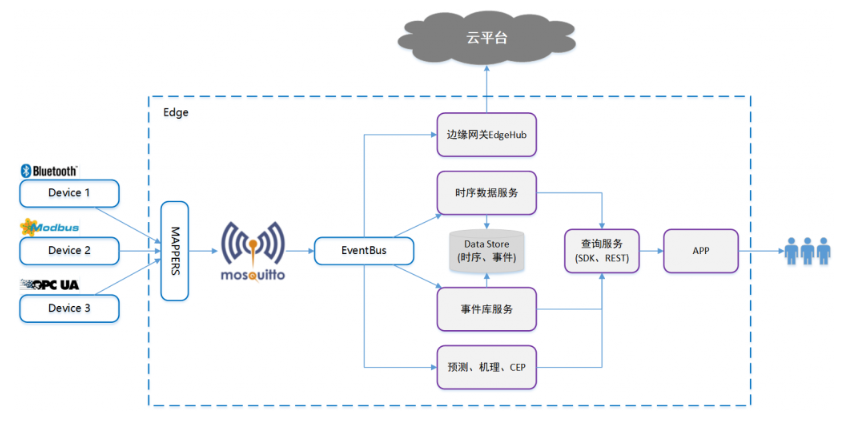 云平台
Edge
边缘网关EdgeHub
Bluetooth
Device 1
时序数据服务
Modbus
Device 2
MAPPERS
mosquitto
EventBus
Data Store
(时序、事件)
查询服务
(SDK、REST)
APP
OPC UA
Device 3
事件库服务
预测、机理、CEP